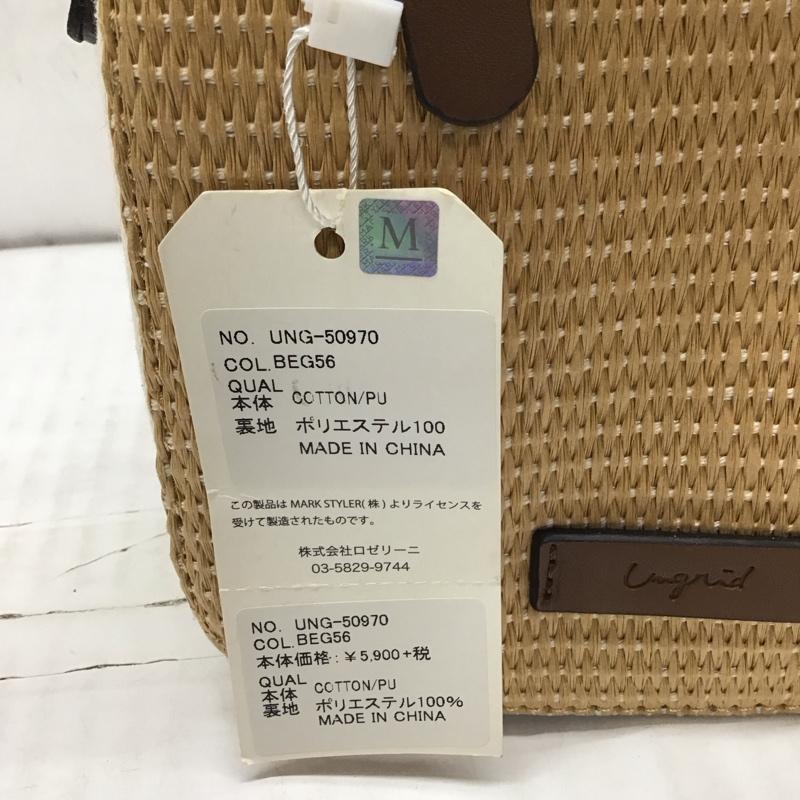 M
NO. UNG-50970
COL.BEG56
QUAL
本体 COTTON/PU
裏地 ポリエステル100
MADE IN CHINA
この製品は MARK STYLER(株)よりライセンスを
受けて製造されたものです。
株式会社ロゼリーニ
03-5829-9744
Ungrid
NO. UNG-50970
COL.BEG56
本体価格:¥5,900+税
QUAL
本体 COTTON/PU
裏地 ポリエステル100%
MADE IN CHINA